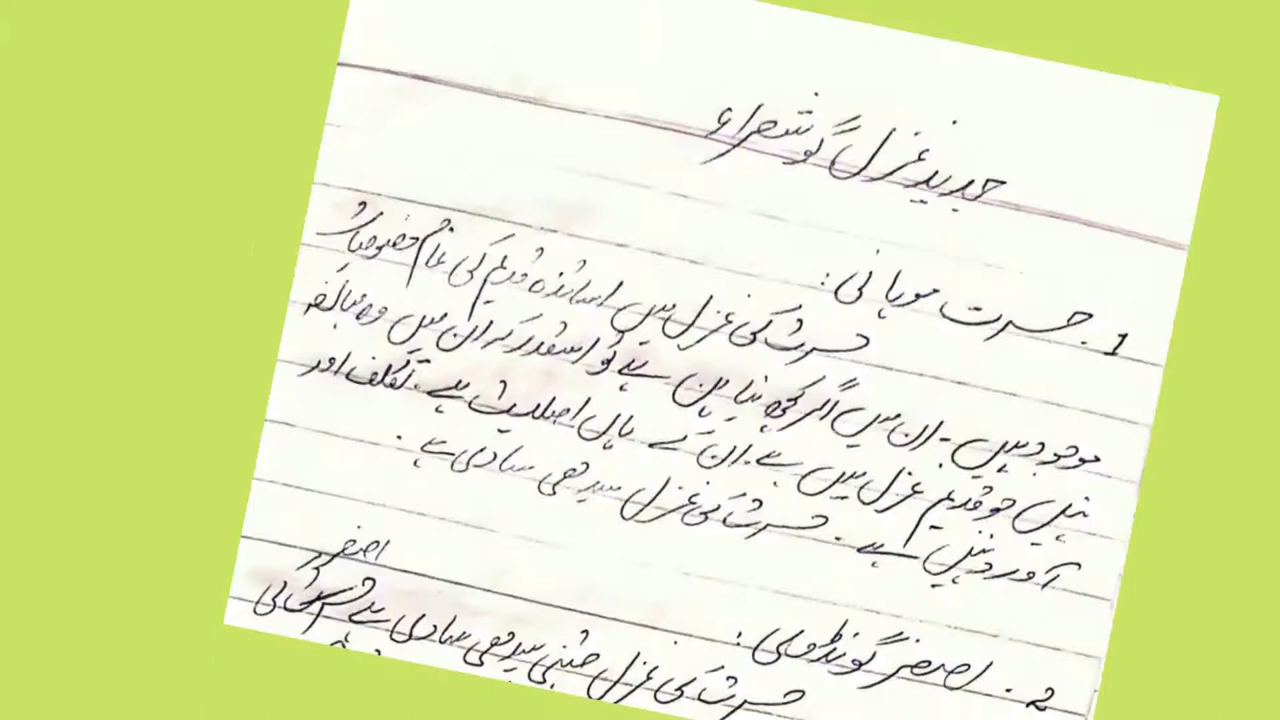 جدید غزل گو شعراء
1. حسرت موہانی:
حسرت کی غزل میں اساتذہ قدیم کی تمام خصوصیات
موجود ہیں۔ ان میں اگر کچھ نیا پن ہے تو اسقدر کہ ان میں وہ مبالغہ
نہیں جو قدیم غزل میں ہے۔ ان کے ہاں اصلیت ہے۔ تکلف اور
آورد نہیں ہے۔ حسرت کی غزل سیدھی سادی ہے۔
2. اصغر گونڈوی:
اصغر
حسرت کی غزل جتنی سیدھی سادی ہے کی